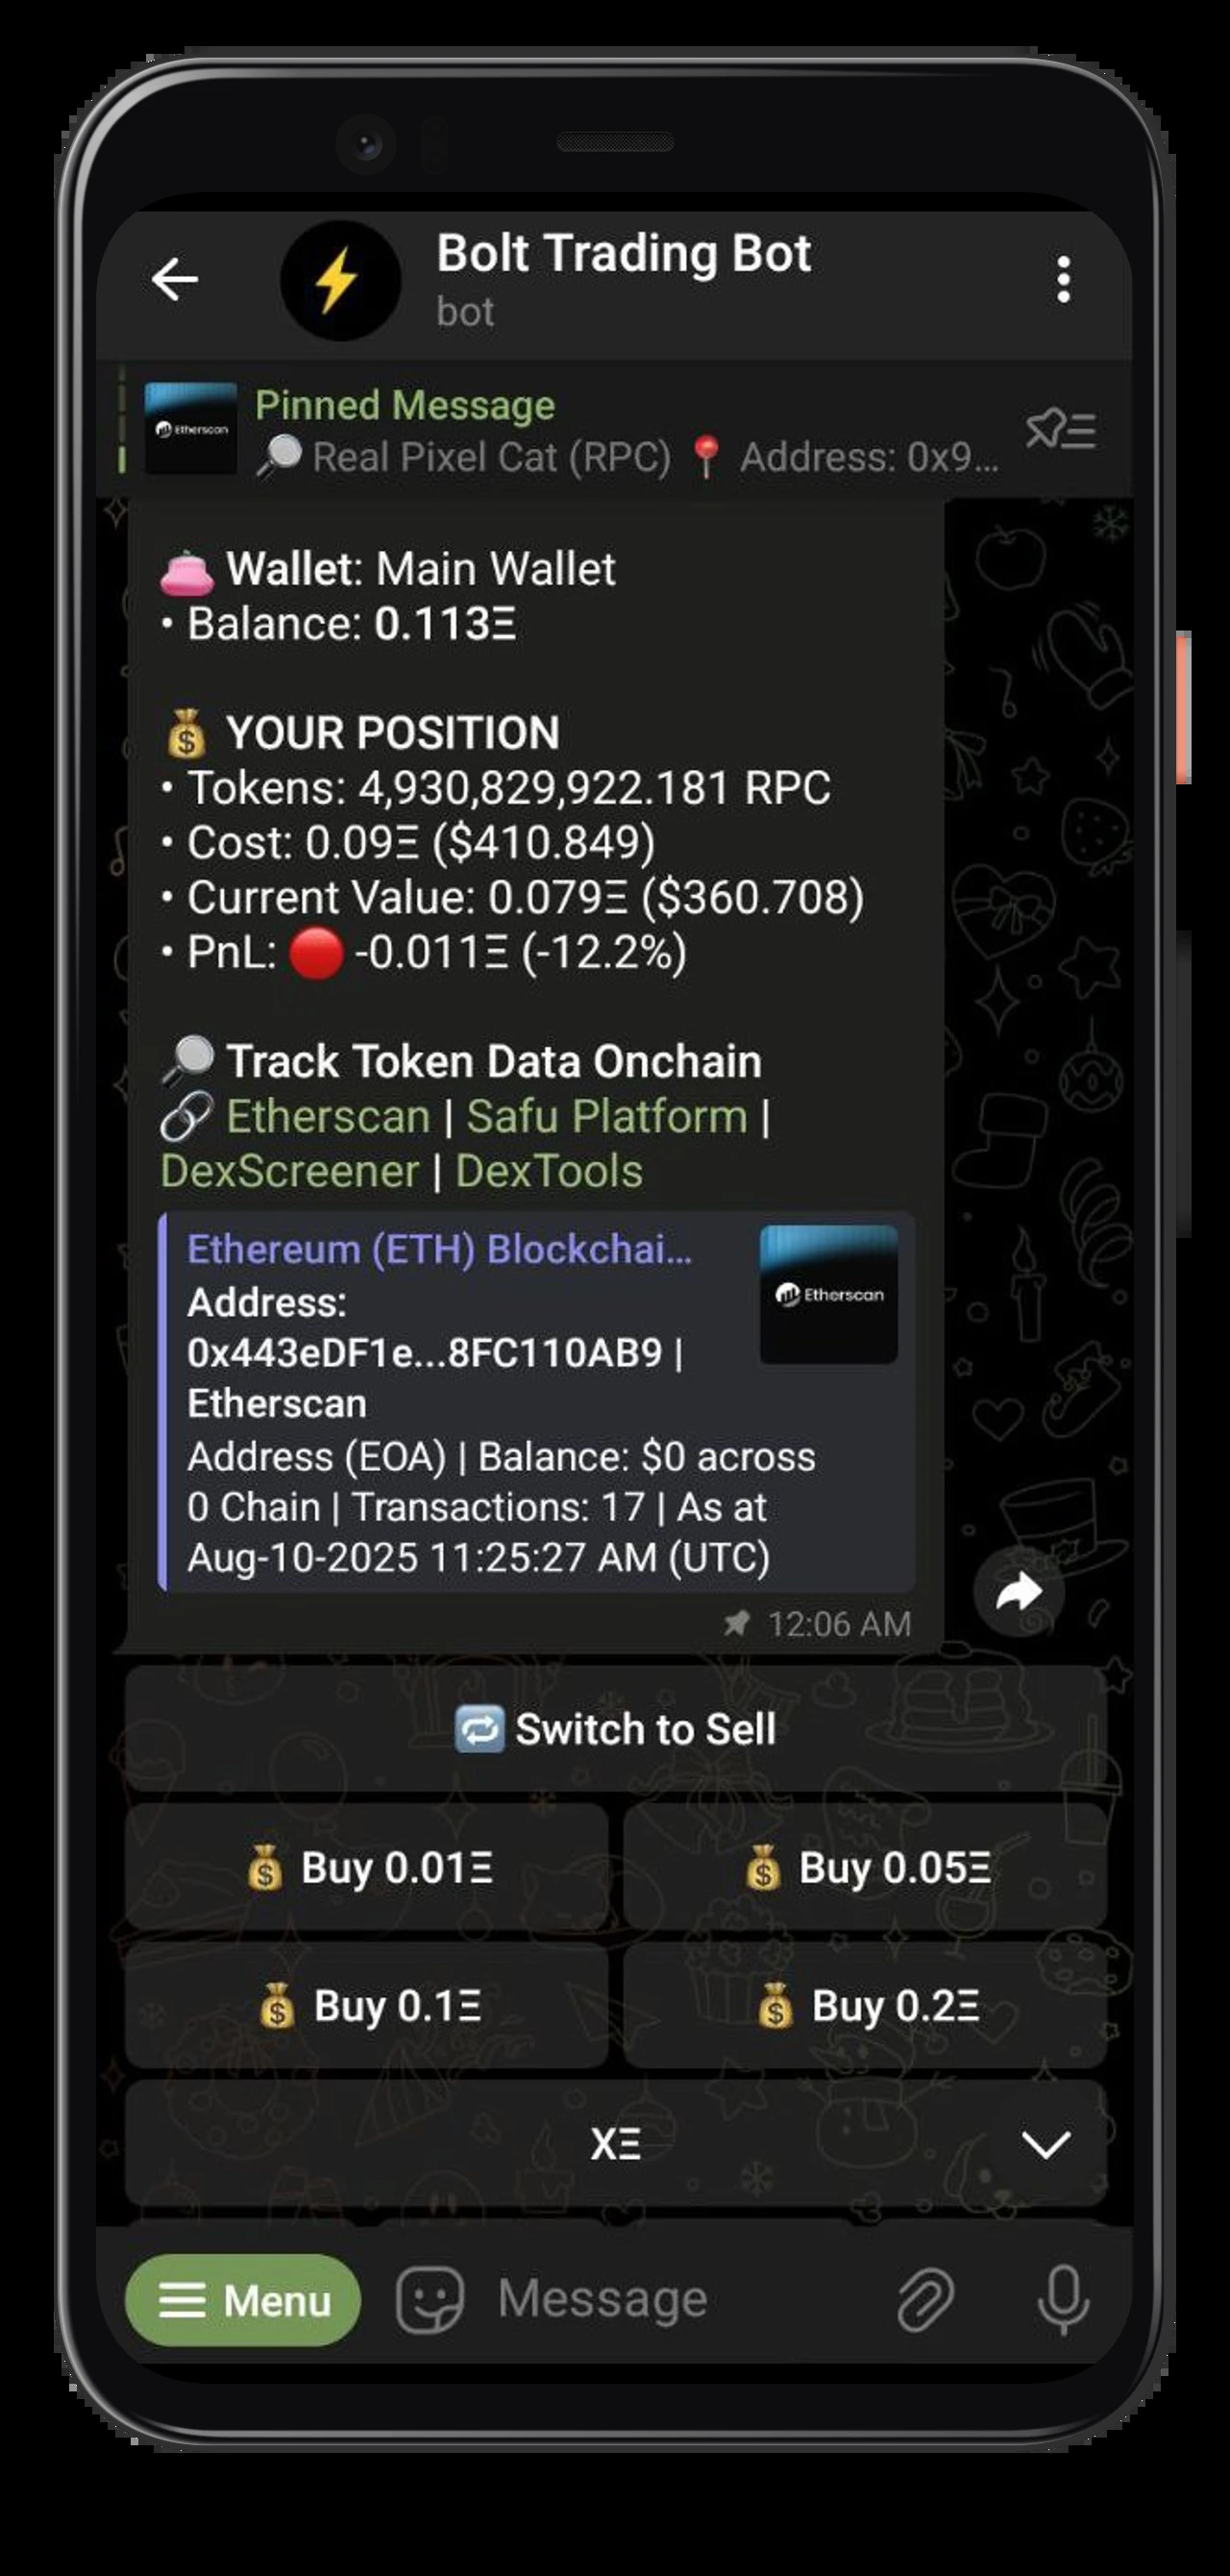 Bolt Trading Bot
bot
Pinned Message
🔎 Real Pixel Cat (RPC) 📍 Address: 0x9...
Etherscan
👛 Wallet: Main Wallet
• Balance: 0.113Ξ
💰 YOUR POSITION
• Tokens: 4,930,829,922.181 RPC
• Cost: 0.09Ξ ($410.849)
• Current Value: 0.079Ξ ($360.708)
• PnL: 🔴 -0.011Ξ (-12.2%)
🔎 Track Token Data Onchain
🔗 Etherscan | Safu Platform |
DexScreener | DexTools
Ethereum (ETH) Blockchai...
Address:
0x443eDF1e...8FC110AB9 |
Etherscan
Etherscan
Address (EOA) | Balance: $0 across
0 Chain | Transactions: 17 | As at
Aug-10-2025 11:25:27 AM (UTC)
12:06 AM
🔁 Switch to Sell
💰 Buy 0.01Ξ
💰 Buy 0.05Ξ
💰 Buy 0.1Ξ
💰 Buy 0.2Ξ
XΞ
Menu
Message